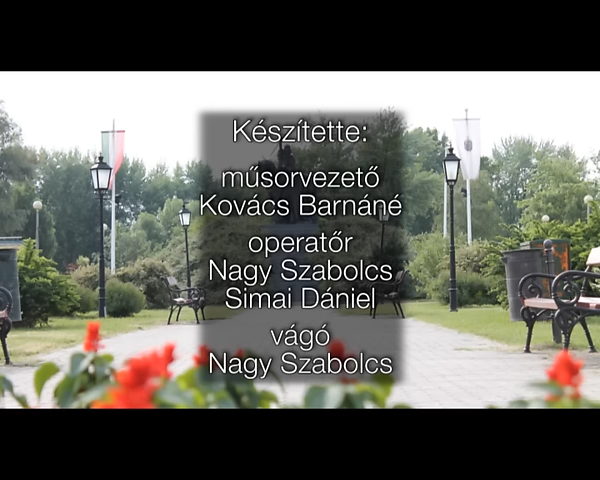 Készítette:
műsorvezető
Kovács Barnáné
operatőr
Nagy Szabolcs
Simai Dániel
vágó
Nagy Szabolcs